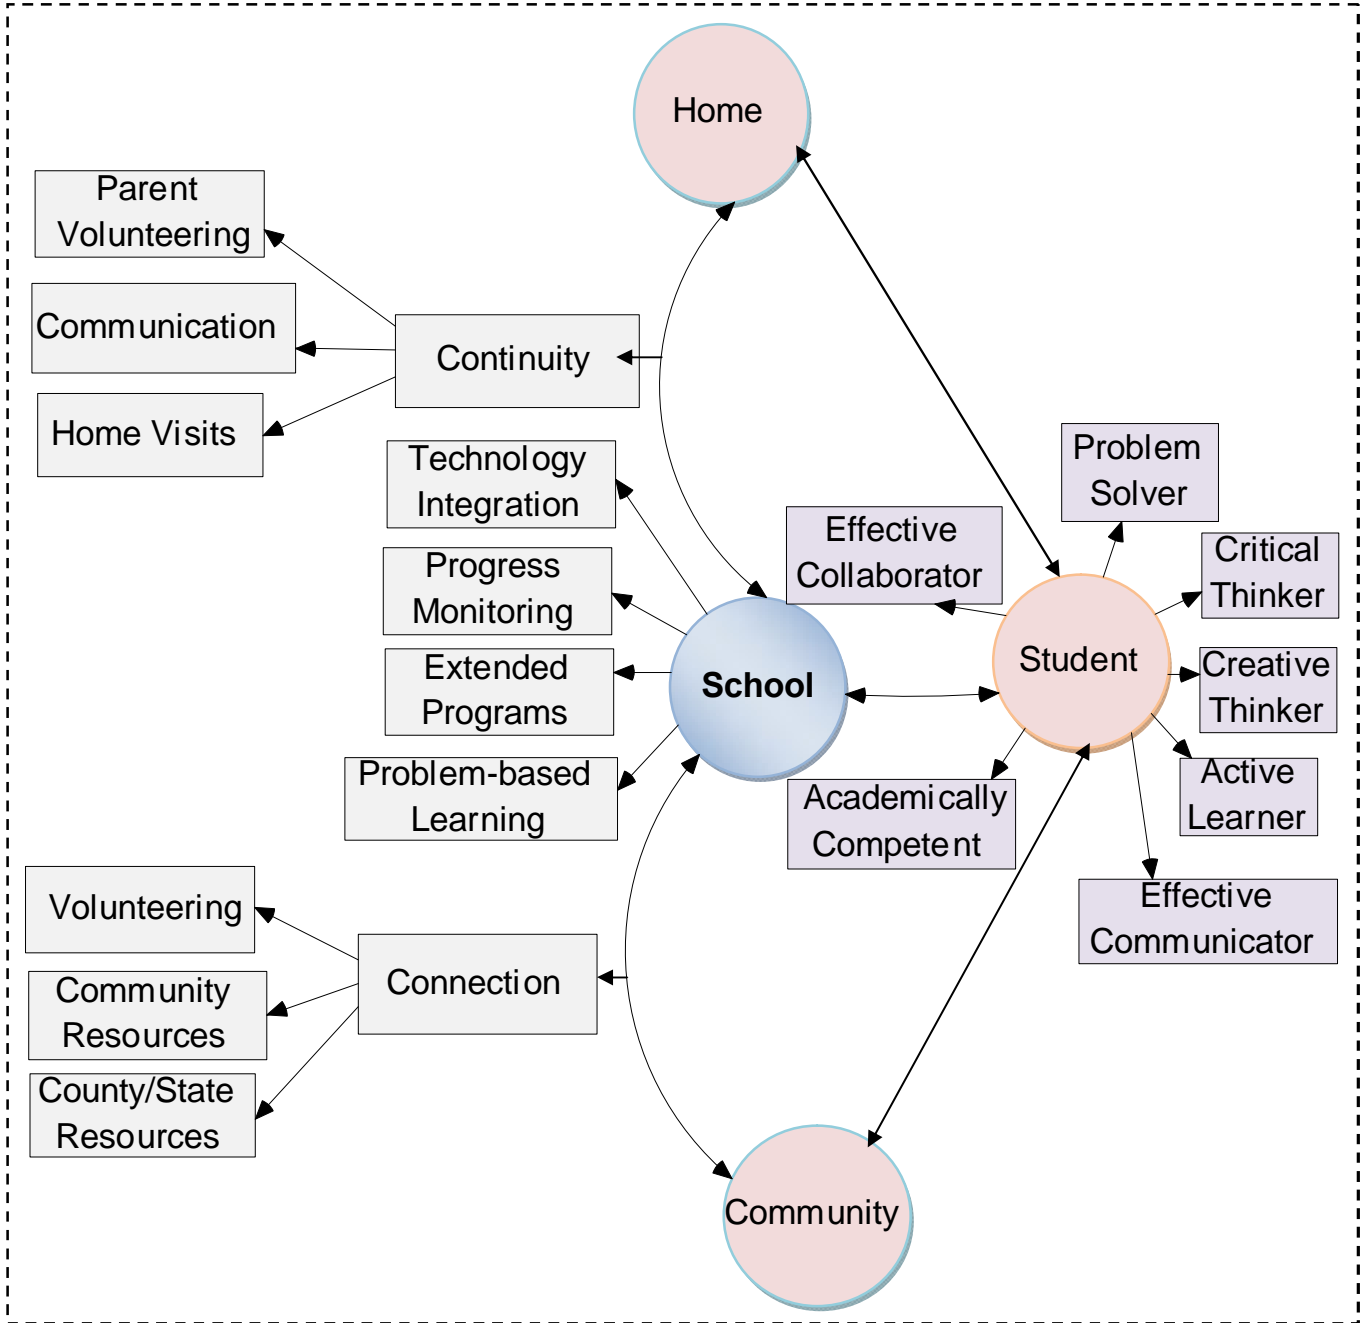 Home
Parent
Volunteering
Communication
Continuity
Home Visits
Technology
Integration
Progress
Monitoring
Extended
Programs
Problem-based
Learning
School
Effective
Collaborator
Problem
Solver
Critical
Thinker
Student
Creative
Thinker
Active
Learner
Academically
Competent
Effective
Communicator
Volunteering
Connection
Community
Resources
County/State
Resources
Community